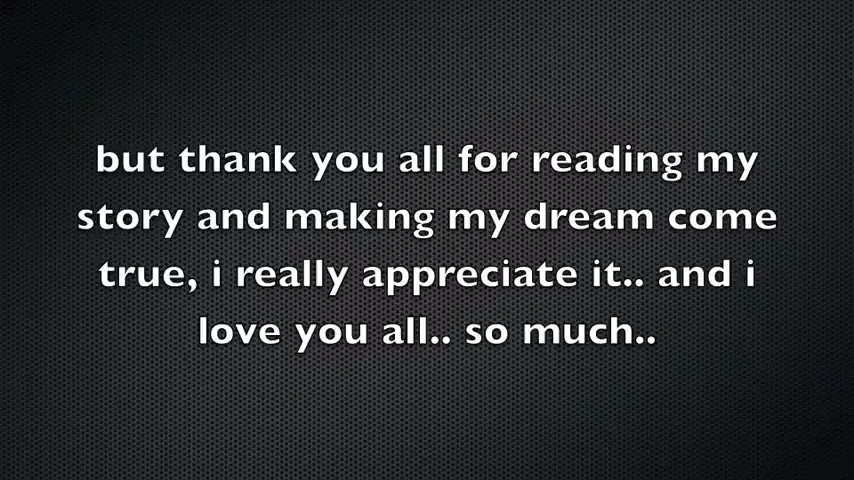 but thank you all for reading my
story and making my dream come
true, i really appreciate it.. and i
love you all.. so much..